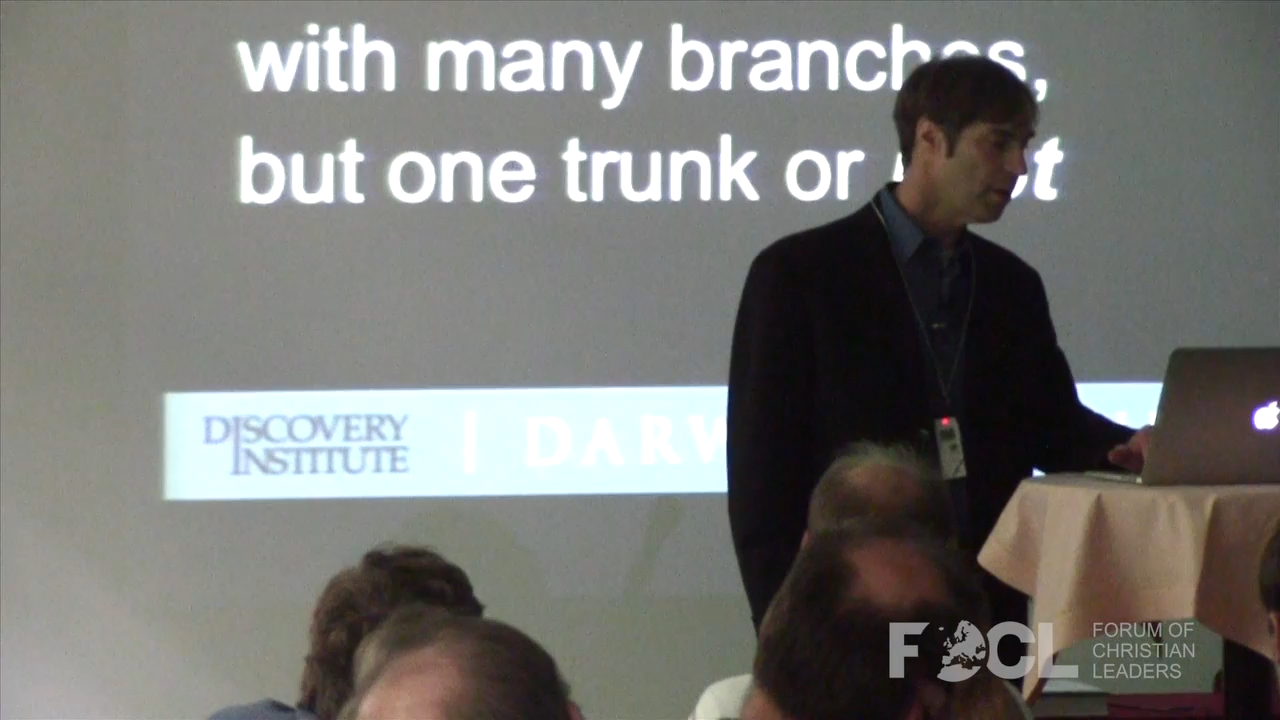 with many branches,
but one trunk or
DISCOVERY
INSTITUTE
FOCL
FORUM OF
CHRISTIAN
LEADERS